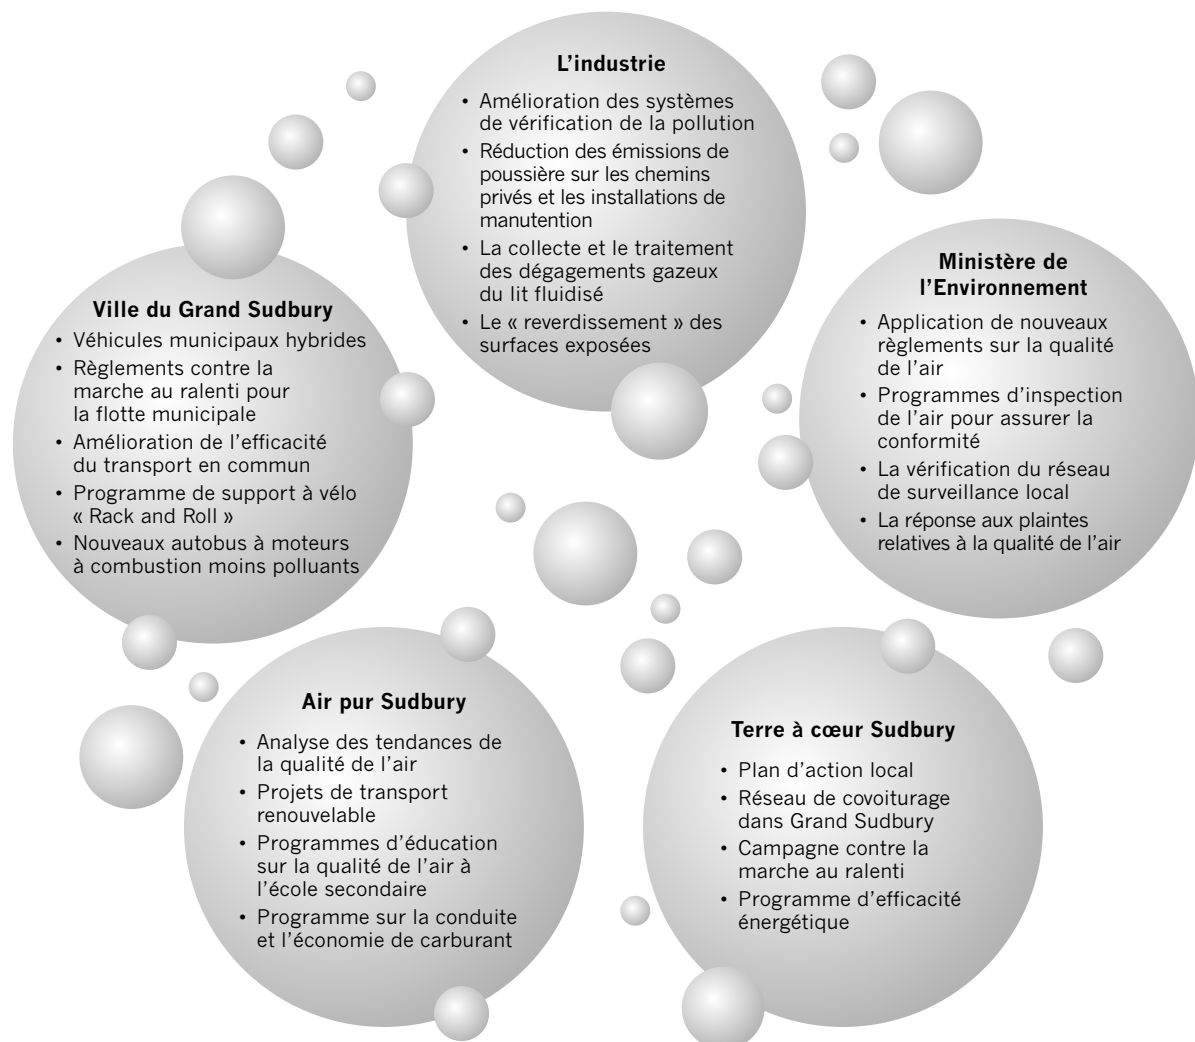 L'industrie
• Amélioration des systèmes
de vérification de la pollution
• Réduction des émissions de
poussière sur les chemins
privés et les installations de
manutention
• La collecte et le traitement
des dégagements gazeux
du lit fluidisé
• Le « reverdissement » des
surfaces exposées
Ville du Grand Sudbury
• Véhicules municipaux hybrides
• Règlements contre la
marche au ralenti pour
la flotte municipale
• Amélioration de l'efficacité
du transport en commun
• Programme de support à vélo
« Rack and Roll »
• Nouveaux autobus à moteurs
à combustion moins polluants
Ministère de
l'Environnement
• Application de nouveaux
règlements sur la qualité
de l'air
• Programmes d'inspection
de l'air pour assurer la
conformité
• La vérification du réseau
de surveillance local
• La réponse aux plaintes
relatives à la qualité de l'air
Air pur Sudbury
• Analyse des tendances de
la qualité de l'air
• Projets de transport
renouvelable
• Programmes d'éducation
sur la qualité de l'air à
l'école secondaire
• Programme sur la conduite
et l'économie de carburant
Terre à cœur Sudbury
• Plan d'action local
• Réseau de covoiturage
dans Grand Sudbury
• Campagne contre la
marche au ralenti
• Programme d'efficacité
énergétique